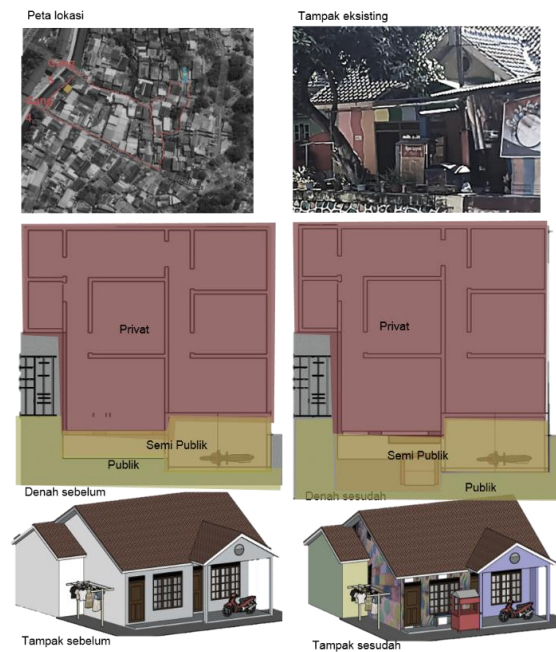 Peta lokasi
Tampak eksisting
Privat
Semi Publik
Publik
Denah sebelum
Privat
Semi Publik
Publik
Denah sesudah
Tampak sebelum
Tampak sesudah